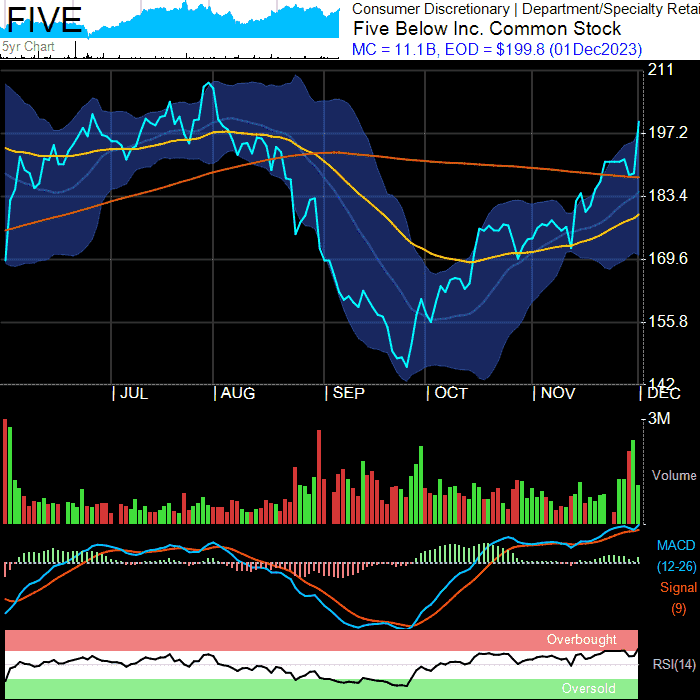 FIVE
5yr Chart
Consumer Discretionary | Department/Specialty Retai
Five Below Inc. Common Stock
MC = 11.1B, EOD = $199.8 (01Dec2023)
211
197.2
183.4
169.6
155.8
142
JUL AUG SEP OCT NOV DEC
3M
Volume
MACD
(12-26)
Signal
(9)
Overbought
RSI(14)
Oversold